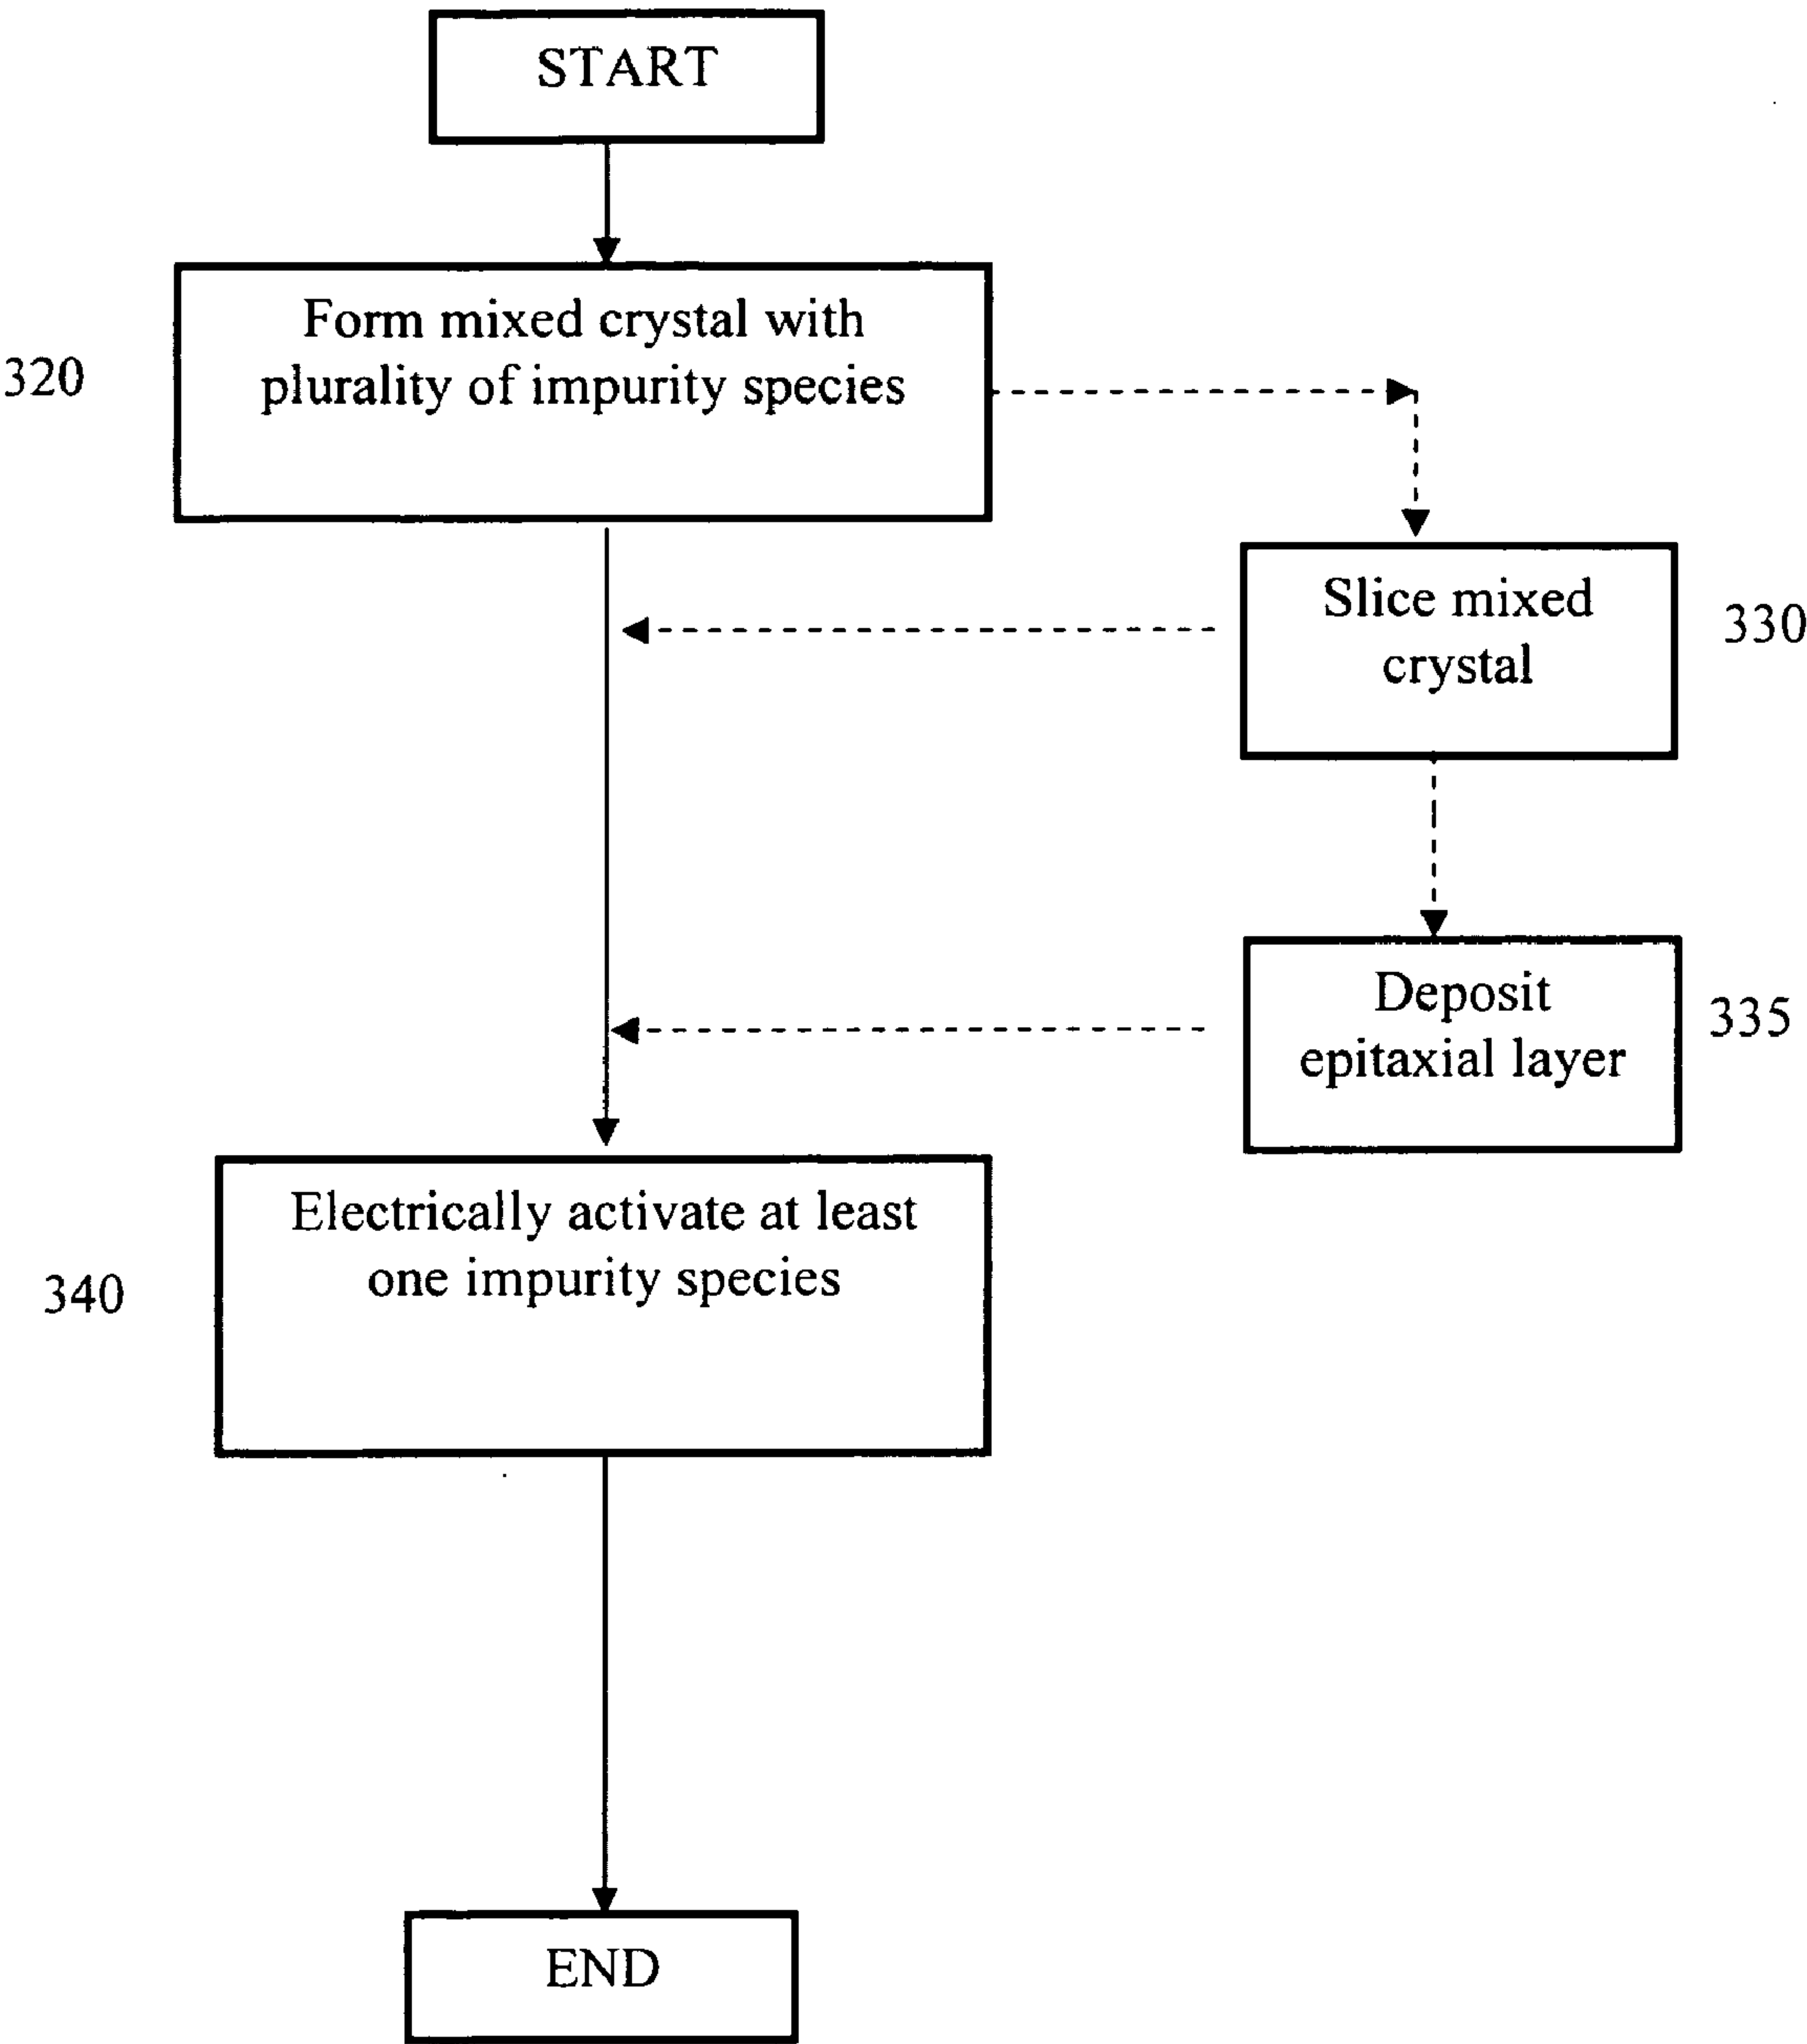 START
Form mixed crystal with
plurality of impurity species
320
Slice mixed
crystal
330
Deposit
epitaxial layer
335
Electrically activate at least
one impurity species
340
END